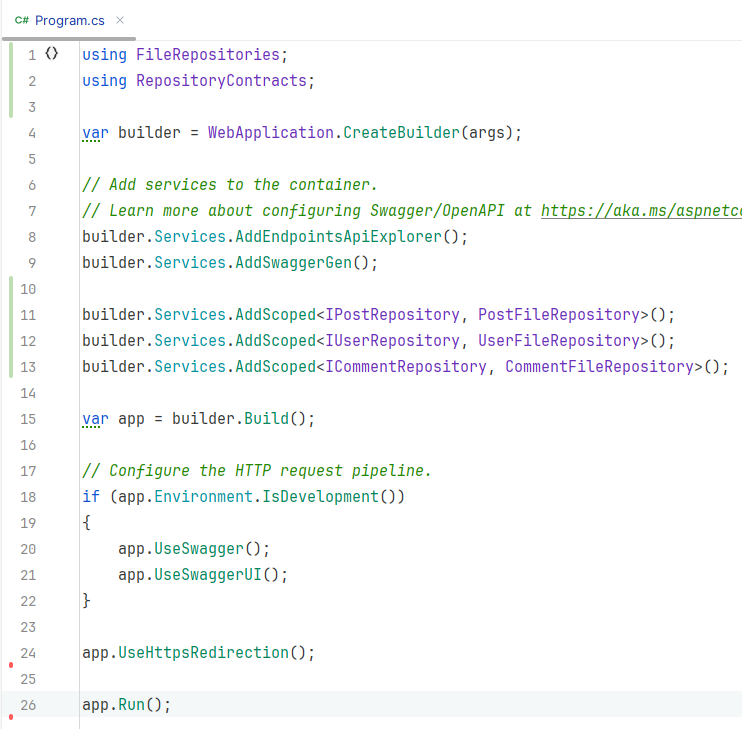 C# Program.cs ×
1 using FileRepositories;
2 using RepositoryContracts;
3
4 var builder = WebApplication.CreateBuilder(args);
5
6 // Add services to the container.
7 // Learn more about configuring Swagger/OpenAPI at https://aka.ms/aspnetc
8 builder.Services.AddEndpointsApiExplorer();
9 builder.Services.AddSwaggerGen();
10
11 builder.Services.AddScoped<IPostRepository, PostFileRepository>();
12 builder.Services.AddScoped<IUserRepository, UserFileRepository>();
13 builder.Services.AddScoped<ICommentRepository, CommentFileRepository>();
14
15 var app = builder.Build();
16
17 // Configure the HTTP request pipeline.
18 if (app.Environment.IsDevelopment())
19 {
20     app.UseSwagger();
21     app.UseSwaggerUI();
22 }
23
24 app.UseHttpsRedirection();
25
26 app.Run();